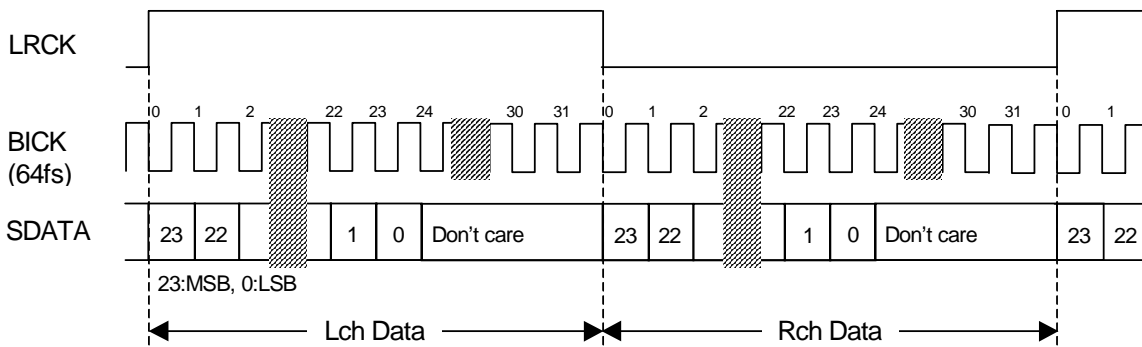 LRCK
0 1 2 22 23 24 30 31 0 1 2 22 23 24 30 31 0 1
BICK
(64fs)
SDATA 23 22 1 0 Don't care 23 22 1 0 Don't care 23 22
23:MSB, 0:LSB
Lch Data Rch Data